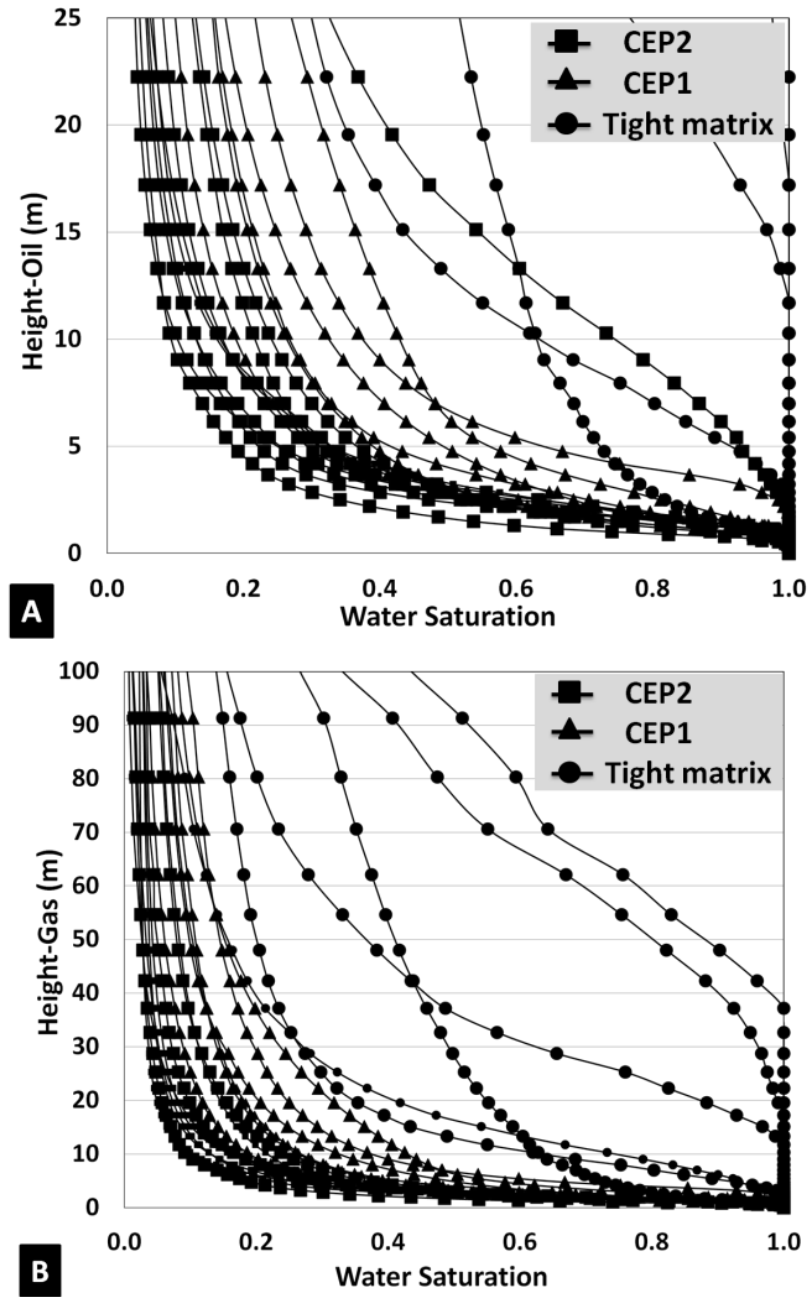 25
20
15
10
5
0
Height-Oil (m)
CEP2
CEP1
Tight matrix
0.0 0.2 0.4 0.6 0.8 1.0
Water Saturation
A
100
90
80
70
60
50
40
30
20
10
0
Height-Gas (m)
CEP2
CEP1
Tight matrix
0.0 0.2 0.4 0.6 0.8 1.0
Water Saturation
B